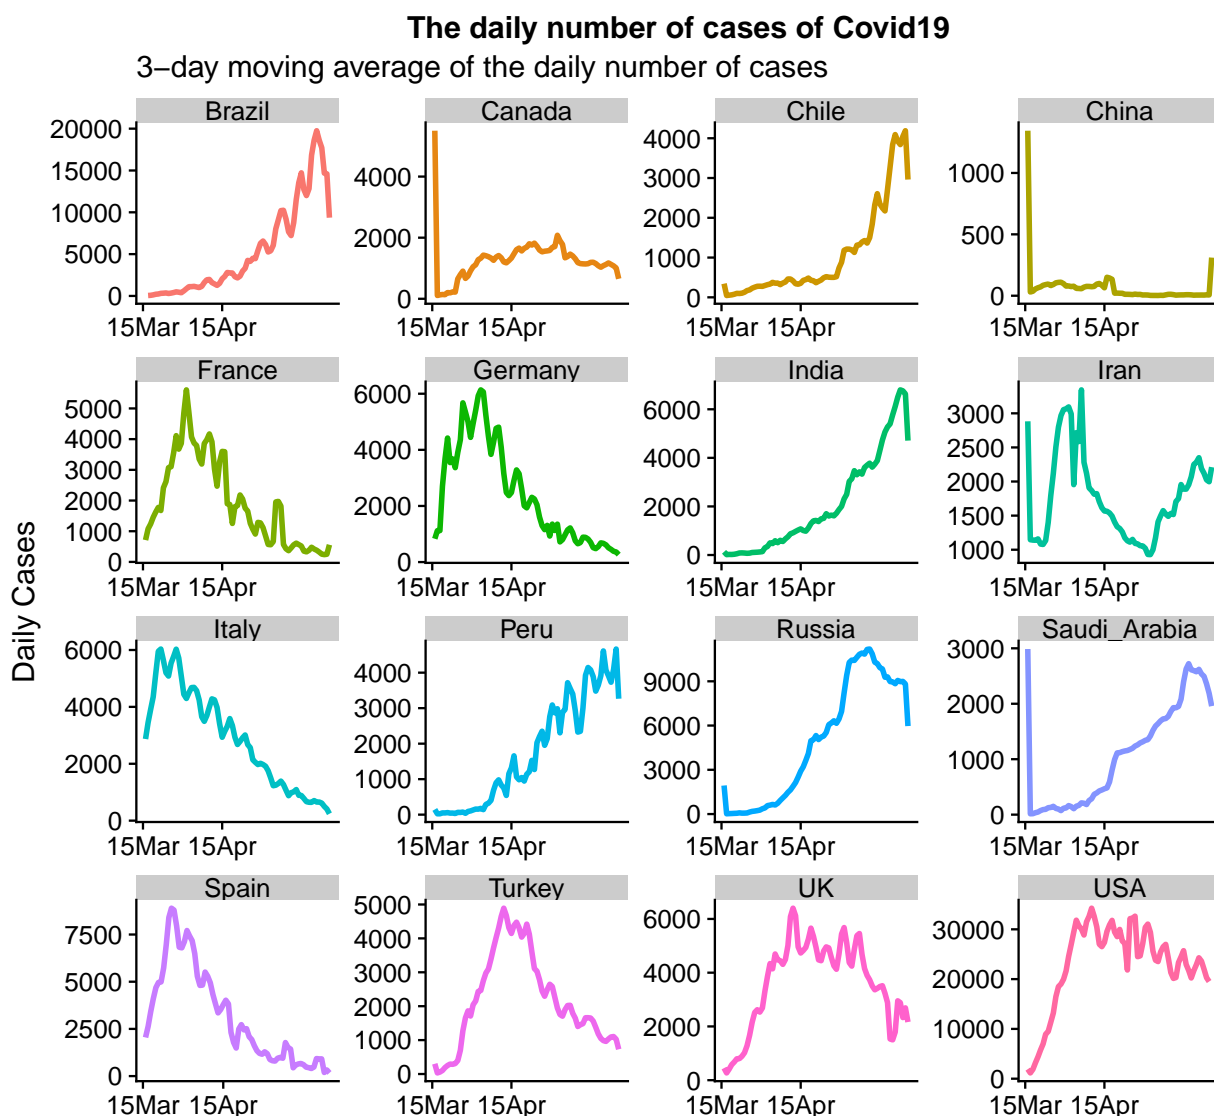 The daily number of cases of Covid19
3−day moving average of the daily number of cases
Brazil
Canada
Chile
China
20000
15000
10000
5000
0
4000
2000
0
4000
3000
2000
1000
0
1000
500
0
15Mar 15Apr
15Mar 15Apr
15Mar 15Apr
15Mar 15Apr
France
Germany
India
Iran
5000
4000
3000
2000
1000
0
6000
4000
2000
0
6000
4000
2000
0
3000
2500
2000
1500
1000
15Mar 15Apr
15Mar 15Apr
15Mar 15Apr
15Mar 15Apr
Daily Cases
Italy
Peru
Russia
Saudi_Arabia
6000
4000
2000
0
4000
3000
2000
1000
0
9000
6000
3000
0
3000
2000
1000
0
15Mar 15Apr
15Mar 15Apr
15Mar 15Apr
15Mar 15Apr
Spain
Turkey
UK
USA
7500
5000
2500
0
5000
4000
3000
2000
1000
0
6000
4000
2000
0
30000
20000
10000
0
15Mar 15Apr
15Mar 15Apr
15Mar 15Apr
15Mar 15Apr